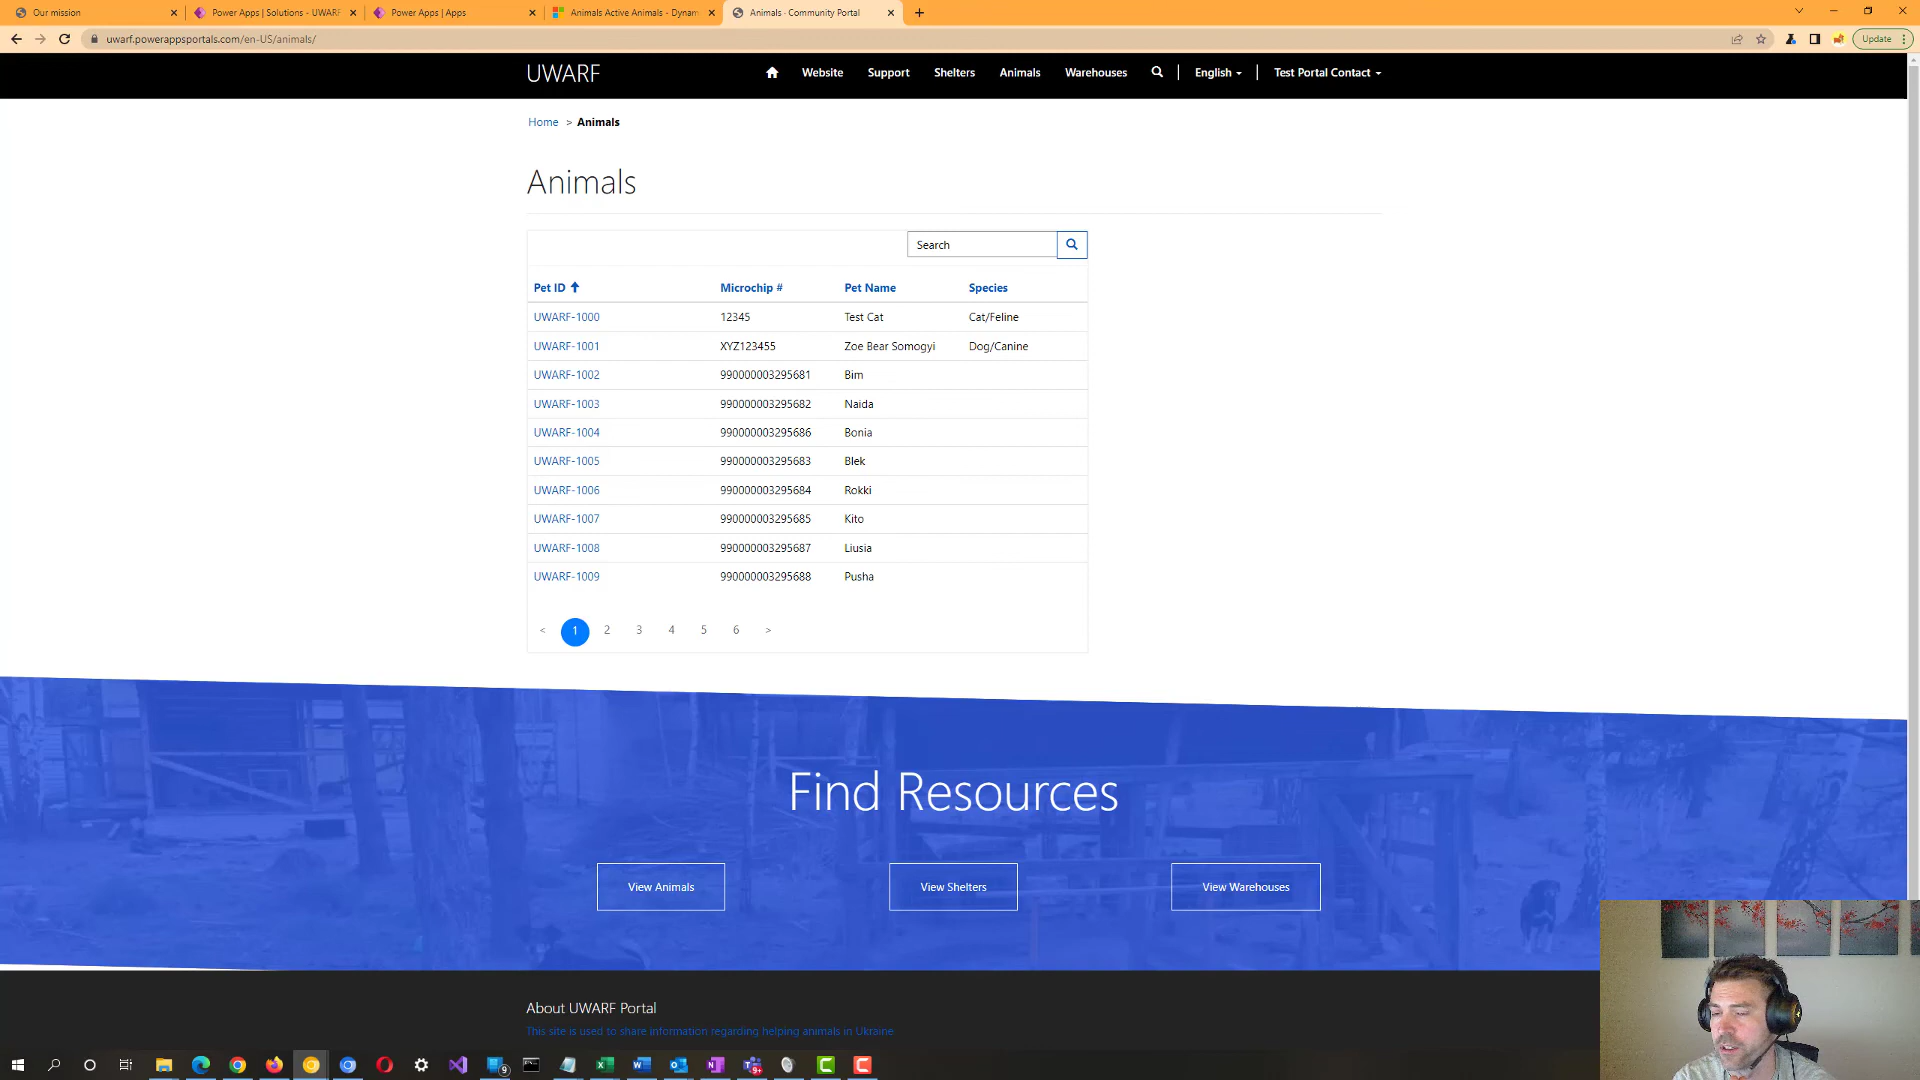 Our mission
Power Apps | Solutions - UWARF
Power Apps | Apps
Animals Active Animals - Dynam
Animals · Community Portal
uwarf.powerappsportals.com/en-US/animals/
Update
UWARF
Website
Support
Shelters
Animals
Warehouses
English
Test Portal Contact
Home > Animals
Animals
Search
Pet ID Microchip # Pet Name Species
UWARF-1000 12345 Test Cat Cat/Feline
UWARF-1001 XYZ123455 Zoe Bear Somogyi Dog/Canine
UWARF-1002 990000003295681 Bim
UWARF-1003 990000003295682 Naida
UWARF-1004 990000003295686 Bonia
UWARF-1005 990000003295683 Blek
UWARF-1006 990000003295684 Rokki
UWARF-1007 990000003295685 Kito
UWARF-1008 990000003295687 Liusia
UWARF-1009 990000003295688 Pusha
< 1 2 3 4 5 6 >
Find Resources
View Animals
View Shelters
View Warehouses
About UWARF Portal
This site is used to share information regarding helping animals in Ukraine
9
9+